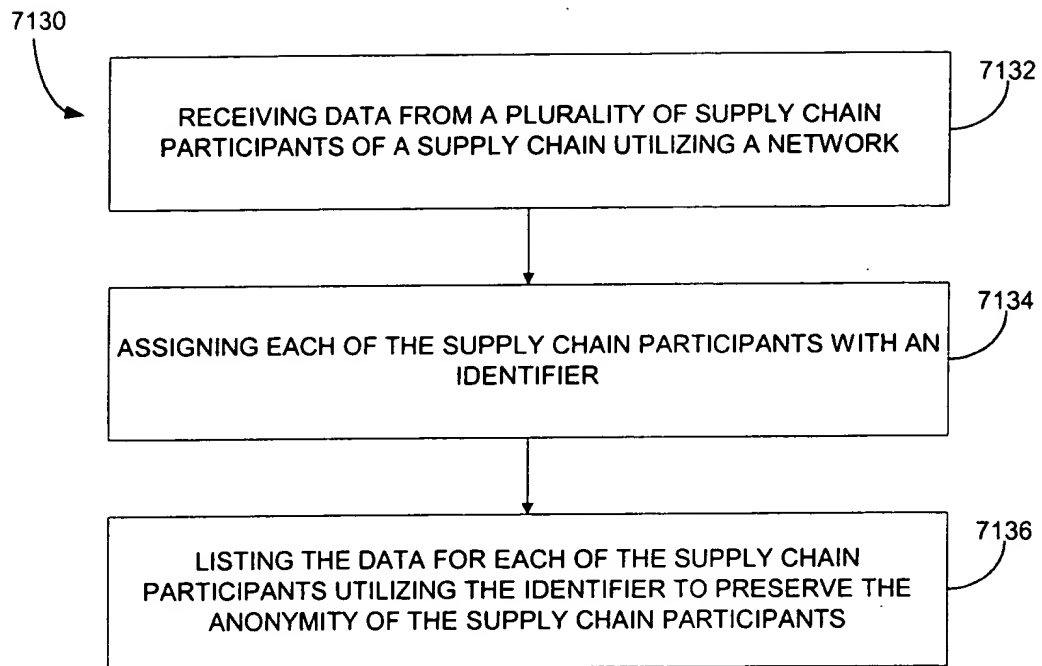 7130
7132
RECEIVING DATA FROM A PLURALITY OF SUPPLY CHAIN
PARTICIPANTS OF A SUPPLY CHAIN UTILIZING A NETWORK
7134
ASSIGNING EACH OF THE SUPPLY CHAIN PARTICIPANTS WITH AN
IDENTIFIER
7136
LISTING THE DATA FOR EACH OF THE SUPPLY CHAIN
PARTICIPANTS UTILIZING THE IDENTIFIER TO PRESERVE THE
ANONYMITY OF THE SUPPLY CHAIN PARTICIPANTS